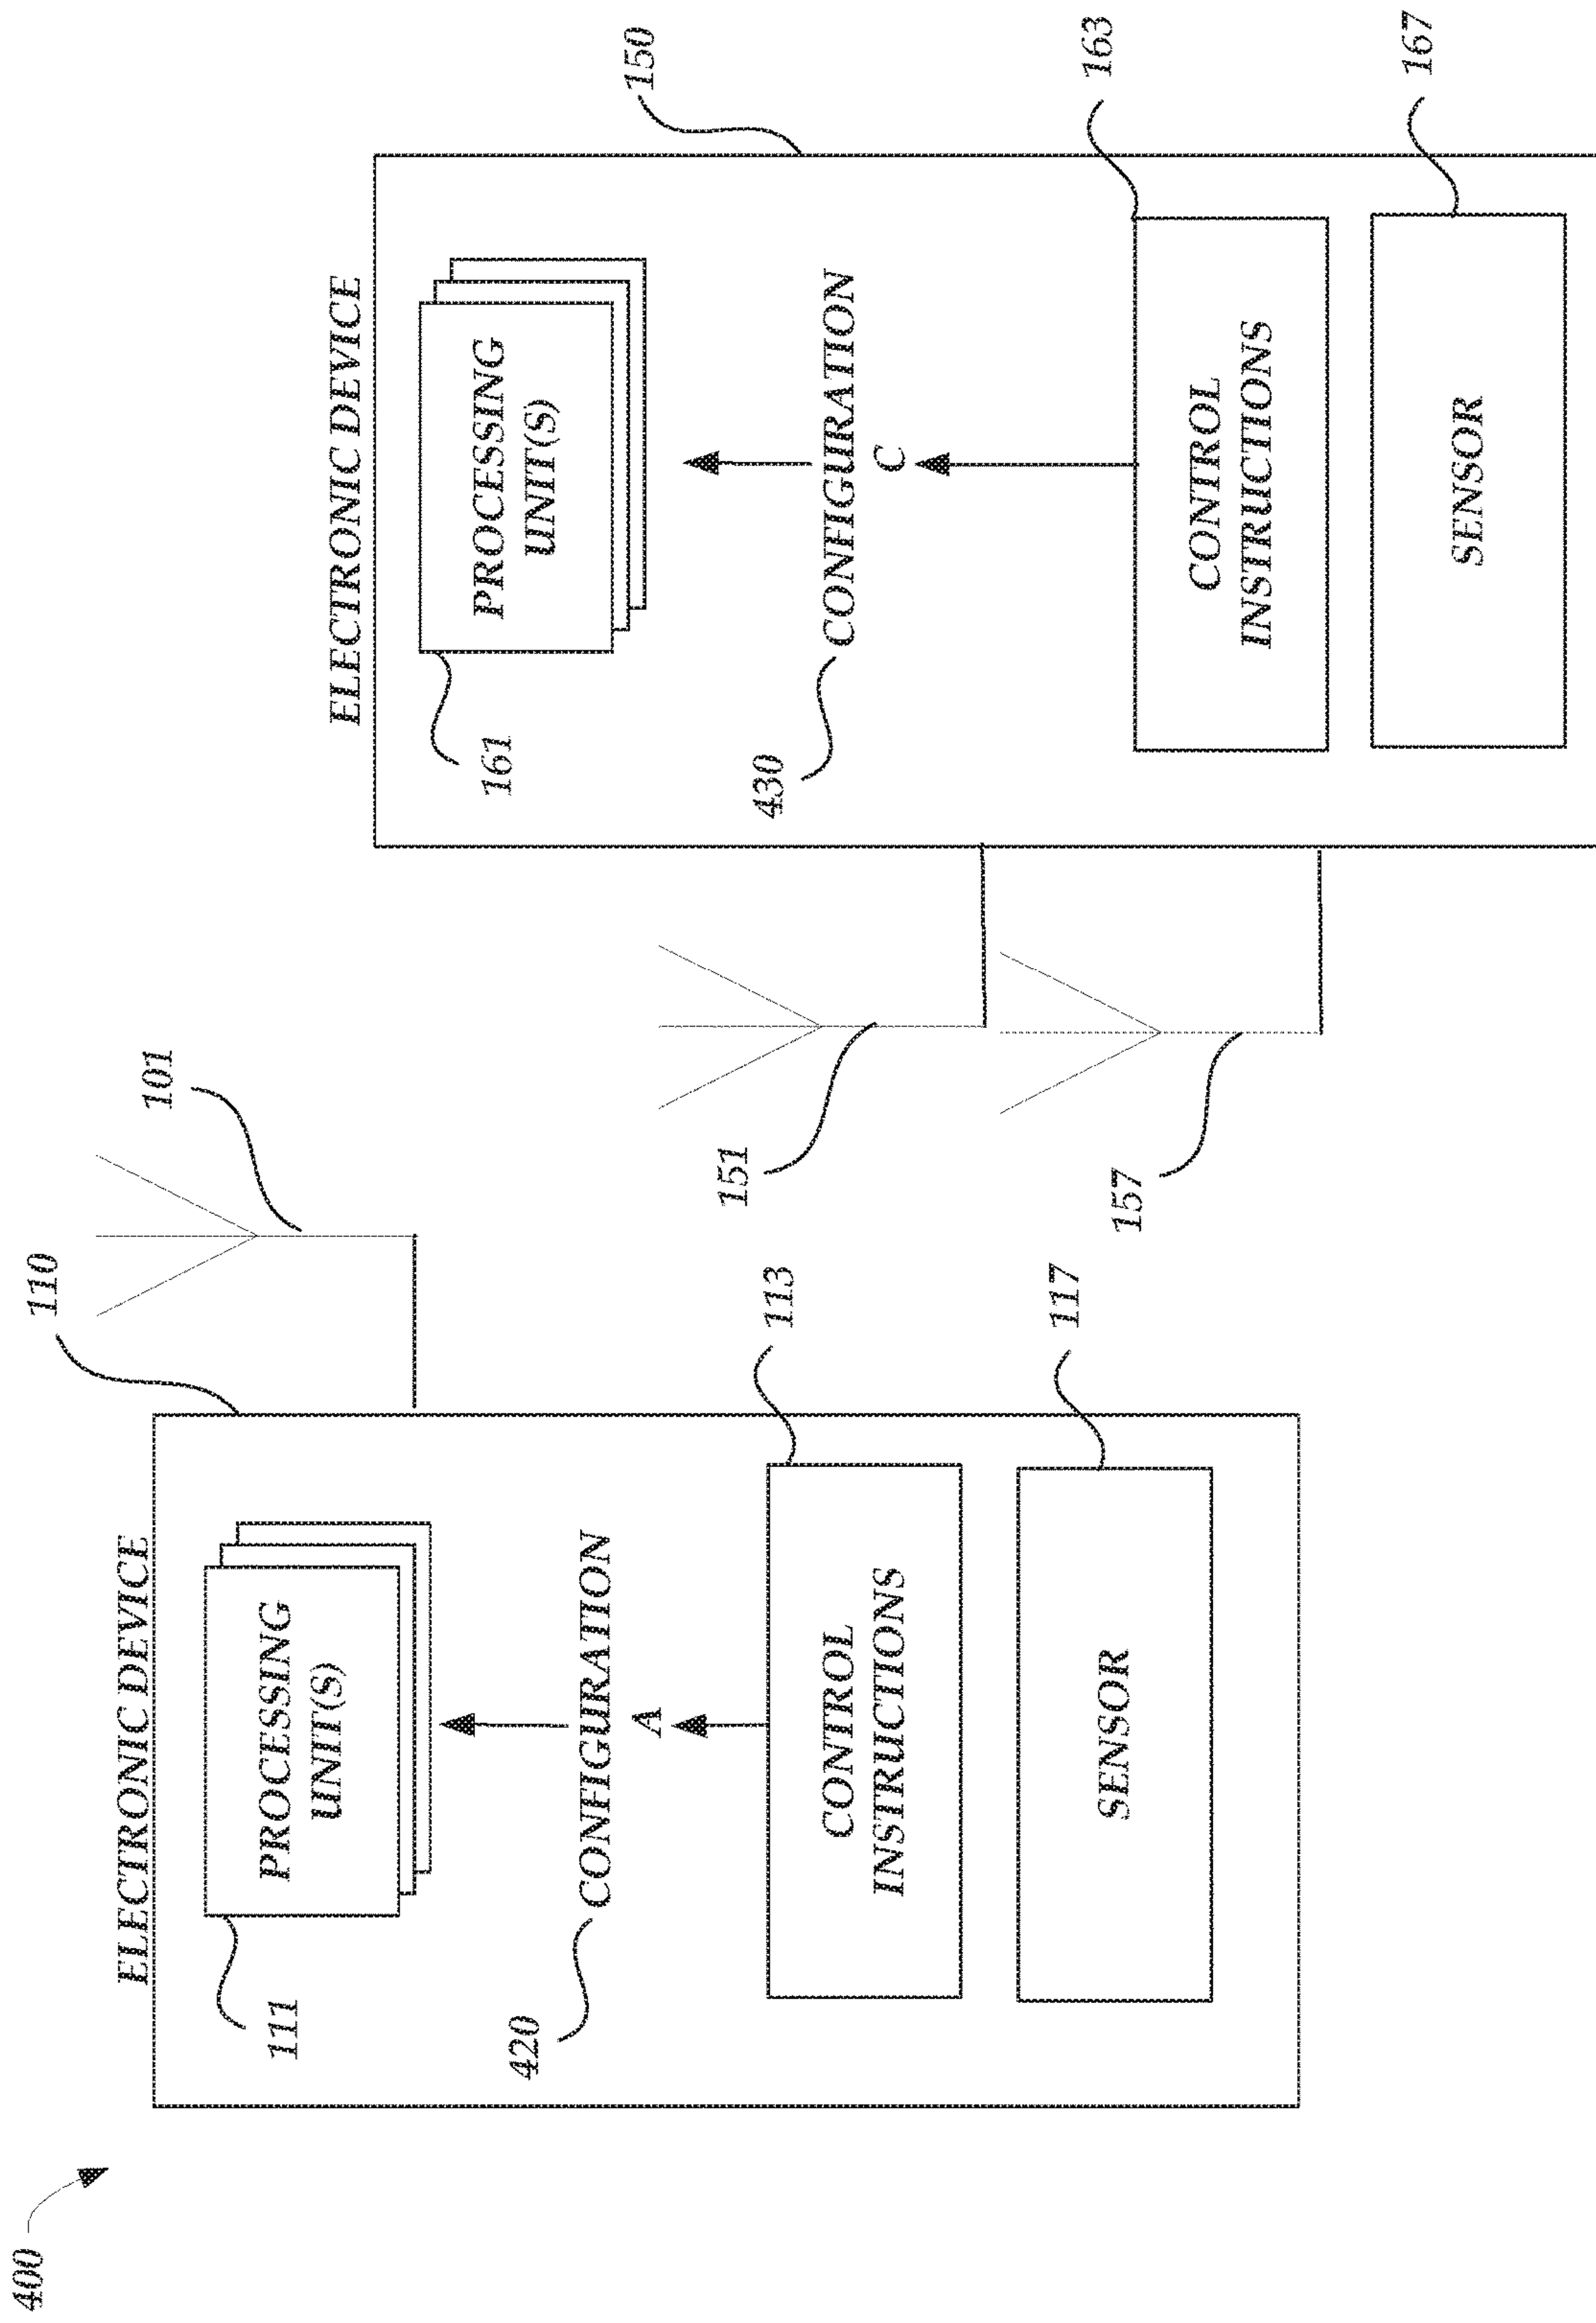 400
ELECTRONIC DEVICE
110
101
PROCESSING
UNIT(S)
111
CONFIGURATION
A
420
CONTROL
INSTRUCTIONS
113
SENSOR
117
ELECTRONIC DEVICE
150
PROCESSING
UNIT(S)
161
CONFIGURATION
C
430
151
CONTROL
INSTRUCTIONS
163
157
SENSOR
167